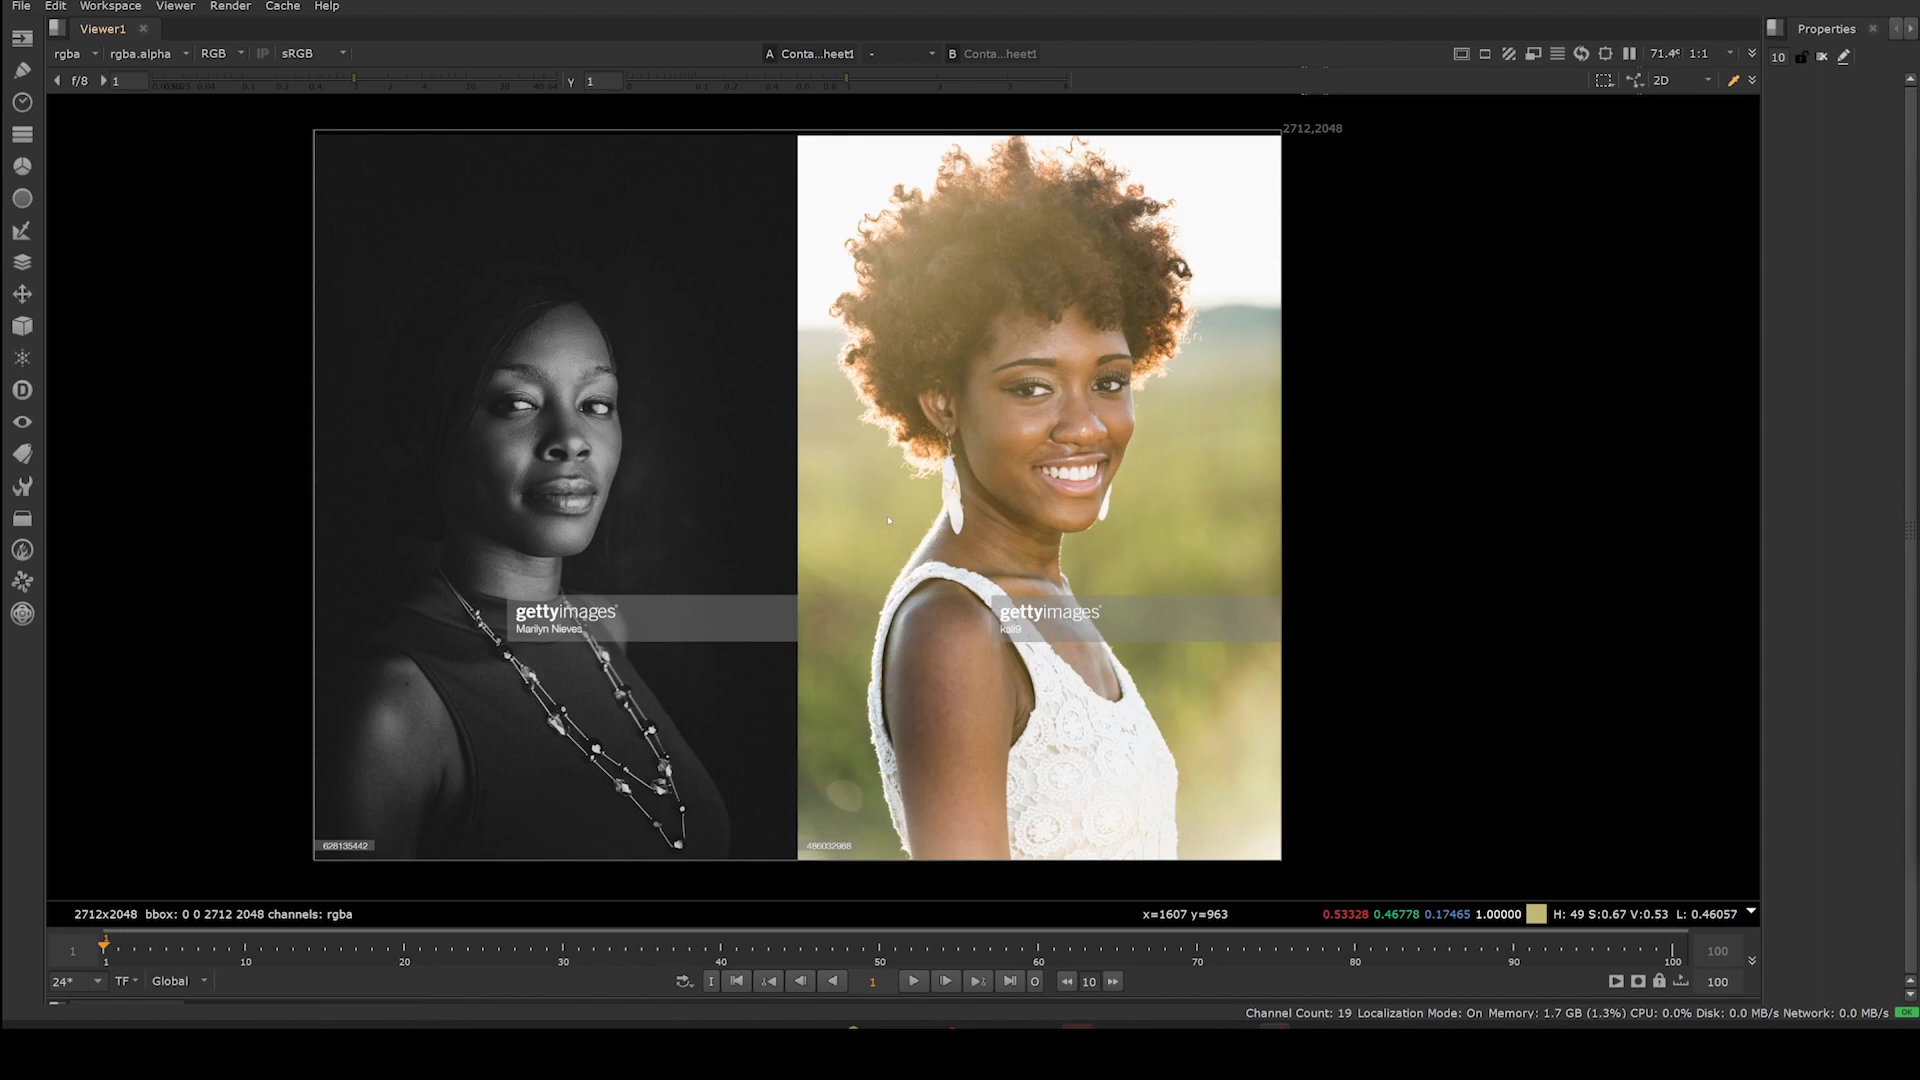 File Edit Workspace Viewer Render Cache Help
Viewer1
Properties
rgba rgba.alpha RGB IP sRGB A Conta...heet1 - B Conta...heet1 1:1
10
f/8 1 Y 1 2D
2712,2048
gettyimages
Marilyn Nieves
gettyimages
kali9
628135442
486032988
2712x2048 bbox: 0 0 2712 2048 channels: rgba x=1607 y=963 0.53328 0.46778 0.17465 1.00000 H: 49 S:0.67 V:0.53 L: 0.46057
1 1 100
1 10 20 30 40 50 60 70 80 90 100
24* TF Global I 1 O 10 100
Channel Count: 19 Localization Mode: On Memory: 1.7 GB (1.3%) CPU: 0.0% Disk: 0.0 MB/s Network: 0.0 MB/s OK